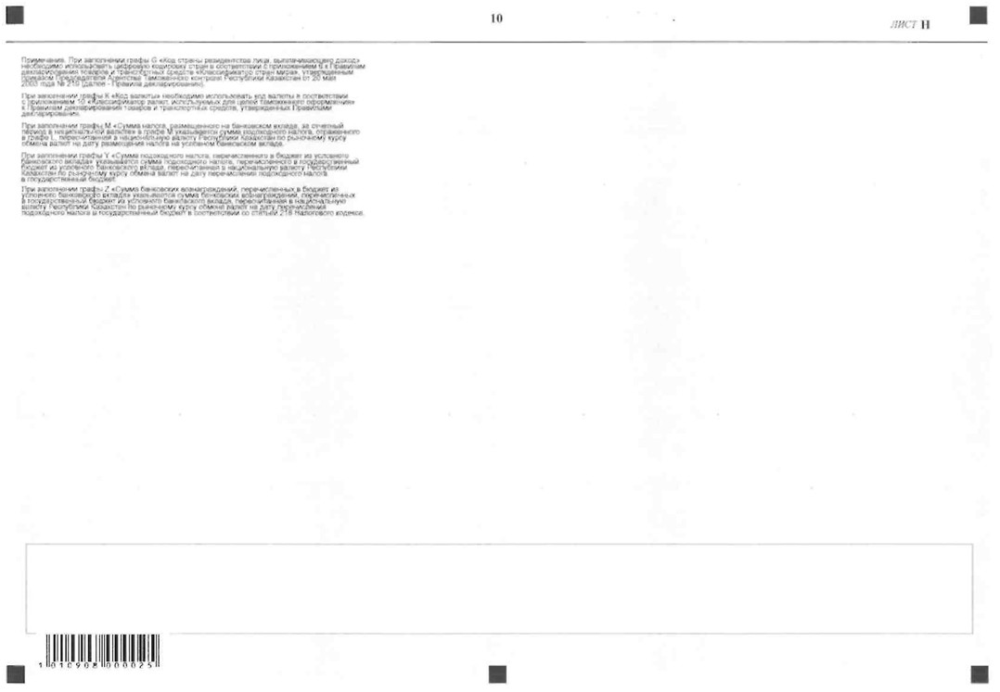 10
ЛИСТ Н
Примечание. При заполнении графы G «Код страны резидентства лица, выплачивающего доход»
необходимо использовать цифровую кодировку стран в соответствии с приложением 6 к Правилам
декларирования товаров и транспортных средств «Классификатор стран мира», утвержденным
приказом Председателя Агентства Таможенного контроля Республики Казахстан от 20 мая
2003 года № 219 (далее - Правила декларирования).
При заполнении графы K «Код валюты» необходимо использовать код валюты в соответствии
с приложением 10 «Классификатор валют, используемых для целей таможенного оформления»
к Правилам декларирования товаров и транспортных средств, утвержденных Правилами
декларирования.
При заполнении графы M «Сумма налога, размещенного на банковском вкладе, за отчетный
период в национальной валюте» в графе M указывается сумма подоходного налога, отраженного
в графе L, пересчитанная в национальную валюту Республики Казахстан по рыночному курсу
обмена валют на дату размещения налога на условном банковском вкладе.
При заполнении графы Y «Сумма подоходного налога, перечисленного в бюджет из условного
банковского вклада» указывается сумма подоходного налога, перечисленного в государственный
бюджет из условного банковского вклада, пересчитанная в национальную валюту Республики
Казахстан по рыночному курсу обмена валют на дату перечисления подоходного налога
в государственный бюджет.
При заполнении графы Z «Сумма банковских вознаграждений, перечисленных в бюджет из
условного банковского вклада» указывается сумма банковских вознаграждений, перечисленных
в государственный бюджет из условного банковского вклада, пересчитанная в национальную
валюту Республики Казахстан по рыночному курсу обмена валют на дату перечисления
подоходного налога в государственный бюджет в соответствии со статьей 218 Налогового кодекса.
1010908000025